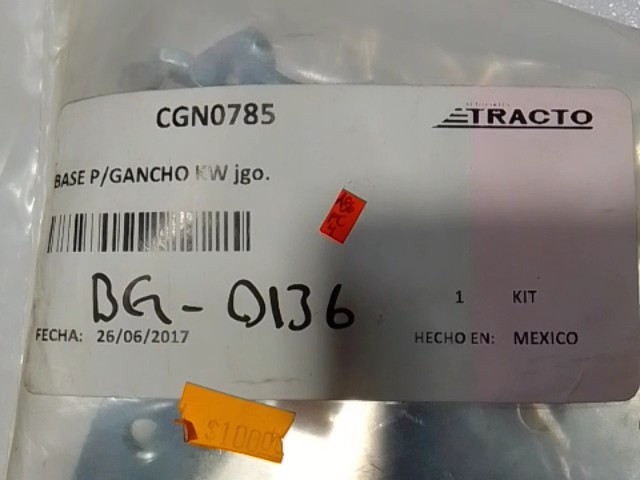 CGN0785
TRACTO
BASE P/GANCHO KW jgo.
BG-0136
1 KIT
FECHA: 26/06/2017
HECHO EN: MEXICO